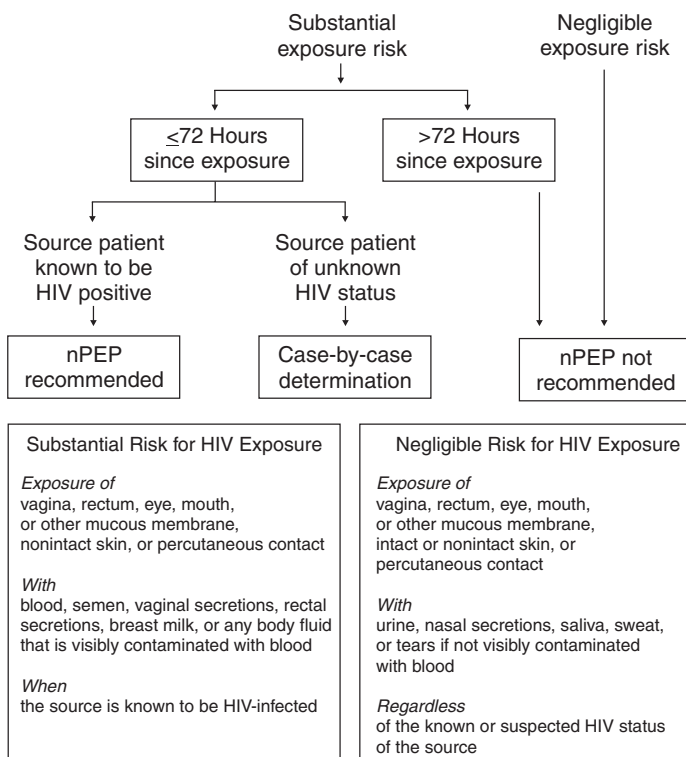 Substantial
exposure risk
Negligible
exposure risk
≤72 Hours
since exposure
>72 Hours
since exposure
Source patient
known to be
HIV positive
Source patient
of unknown
HIV status
nPEP
recommended
Case-by-case
determination
nPEP not
recommended
Substantial Risk for HIV Exposure
Exposure of
vagina, rectum, eye, mouth,
or other mucous membrane,
nonintact skin, or percutaneous contact
With
blood, semen, vaginal secretions, rectal
secretions, breast milk, or any body fluid
that is visibly contaminated with blood
When
the source is known to be HIV-infected
Negligible Risk for HIV Exposure
Exposure of
vagina, rectum, eye, mouth,
or other mucous membrane,
intact or nonintact skin, or
percutaneous contact
With
urine, nasal secretions, saliva, sweat,
or tears if not visibly contaminated
with blood
Regardless
of the known or suspected HIV status
of the source